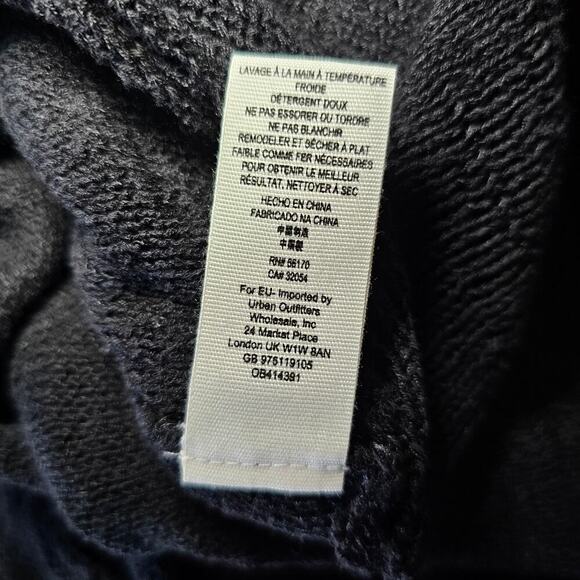 LAVAGE À LA MAIN À TEMPÉRATURE
FROIDE
DÉTERGENT DOUX
NE PAS ESSORER OU TORDRE
NE PAS BLANCHIR
REMODELER ET SÉCHER À PLAT
FAIBLE COMME FER NÉCESSAIRES
POUR OBTENIR LE MEILLEUR
RÉSULTAT, NETTOYER À SEC
HECHO EN CHINA
FABRICADO NA CHINA
中國制造
中国製
RN# 66170
CA# 32054
For EU- Imported by
Urban Outfitters
Wholesale, Inc
24 Market Place
London UK W1W 8AN
GB 975119105
OB414391